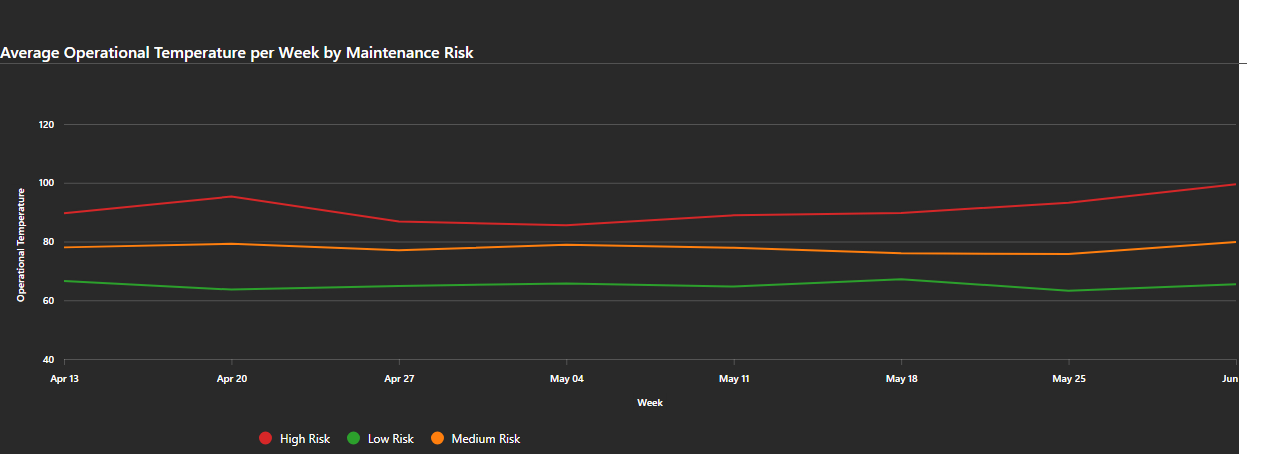 Average Operational Temperature per Week by Maintenance Risk
120
100
80
60
40
Operational Temperature
Apr 13 Apr 20 Apr 27 May 04 May 11 May 18 May 25 Jun
Week
High Risk Low Risk Medium Risk